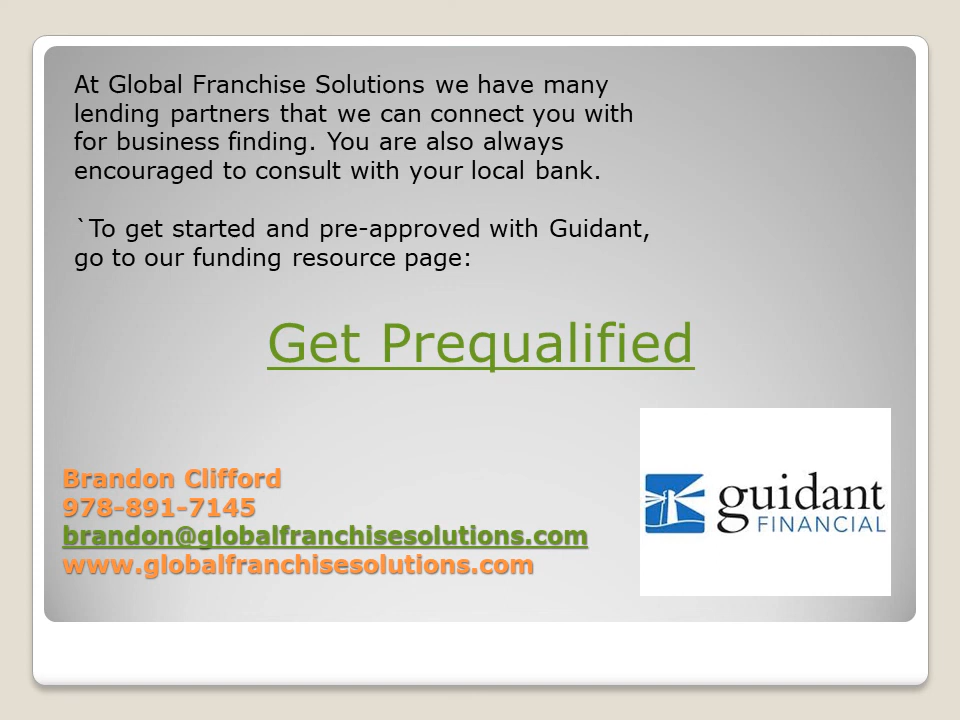 At Global Franchise Solutions we have many
lending partners that we can connect you with
for business finding. You are also always
encouraged to consult with your local bank.
`To get started and pre-approved with Guidant,
go to our funding resource page:
Get Prequalified
Brandon Clifford
978-891-7145
brandon@globalfranchisesolutions.com
www.globalfranchisesolutions.com
guidant
FINANCIAL